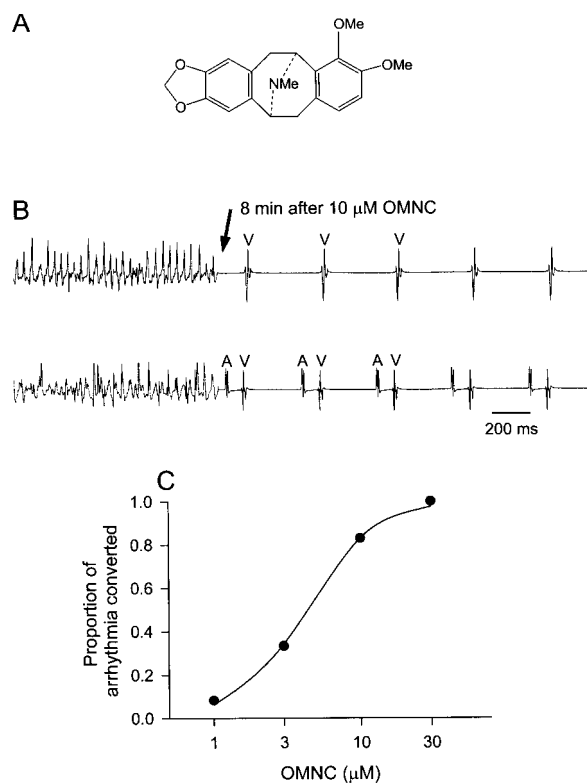 A
OMe
OMe
NMe
O
O
B
8 min after 10 μM OMNC
V V V
A V A V A V
200 ms
C
1.0
0.8
0.6
0.4
0.2
0.0
Proportion of
arrhythmia converted
1 3 10 30
OMNC (μM)